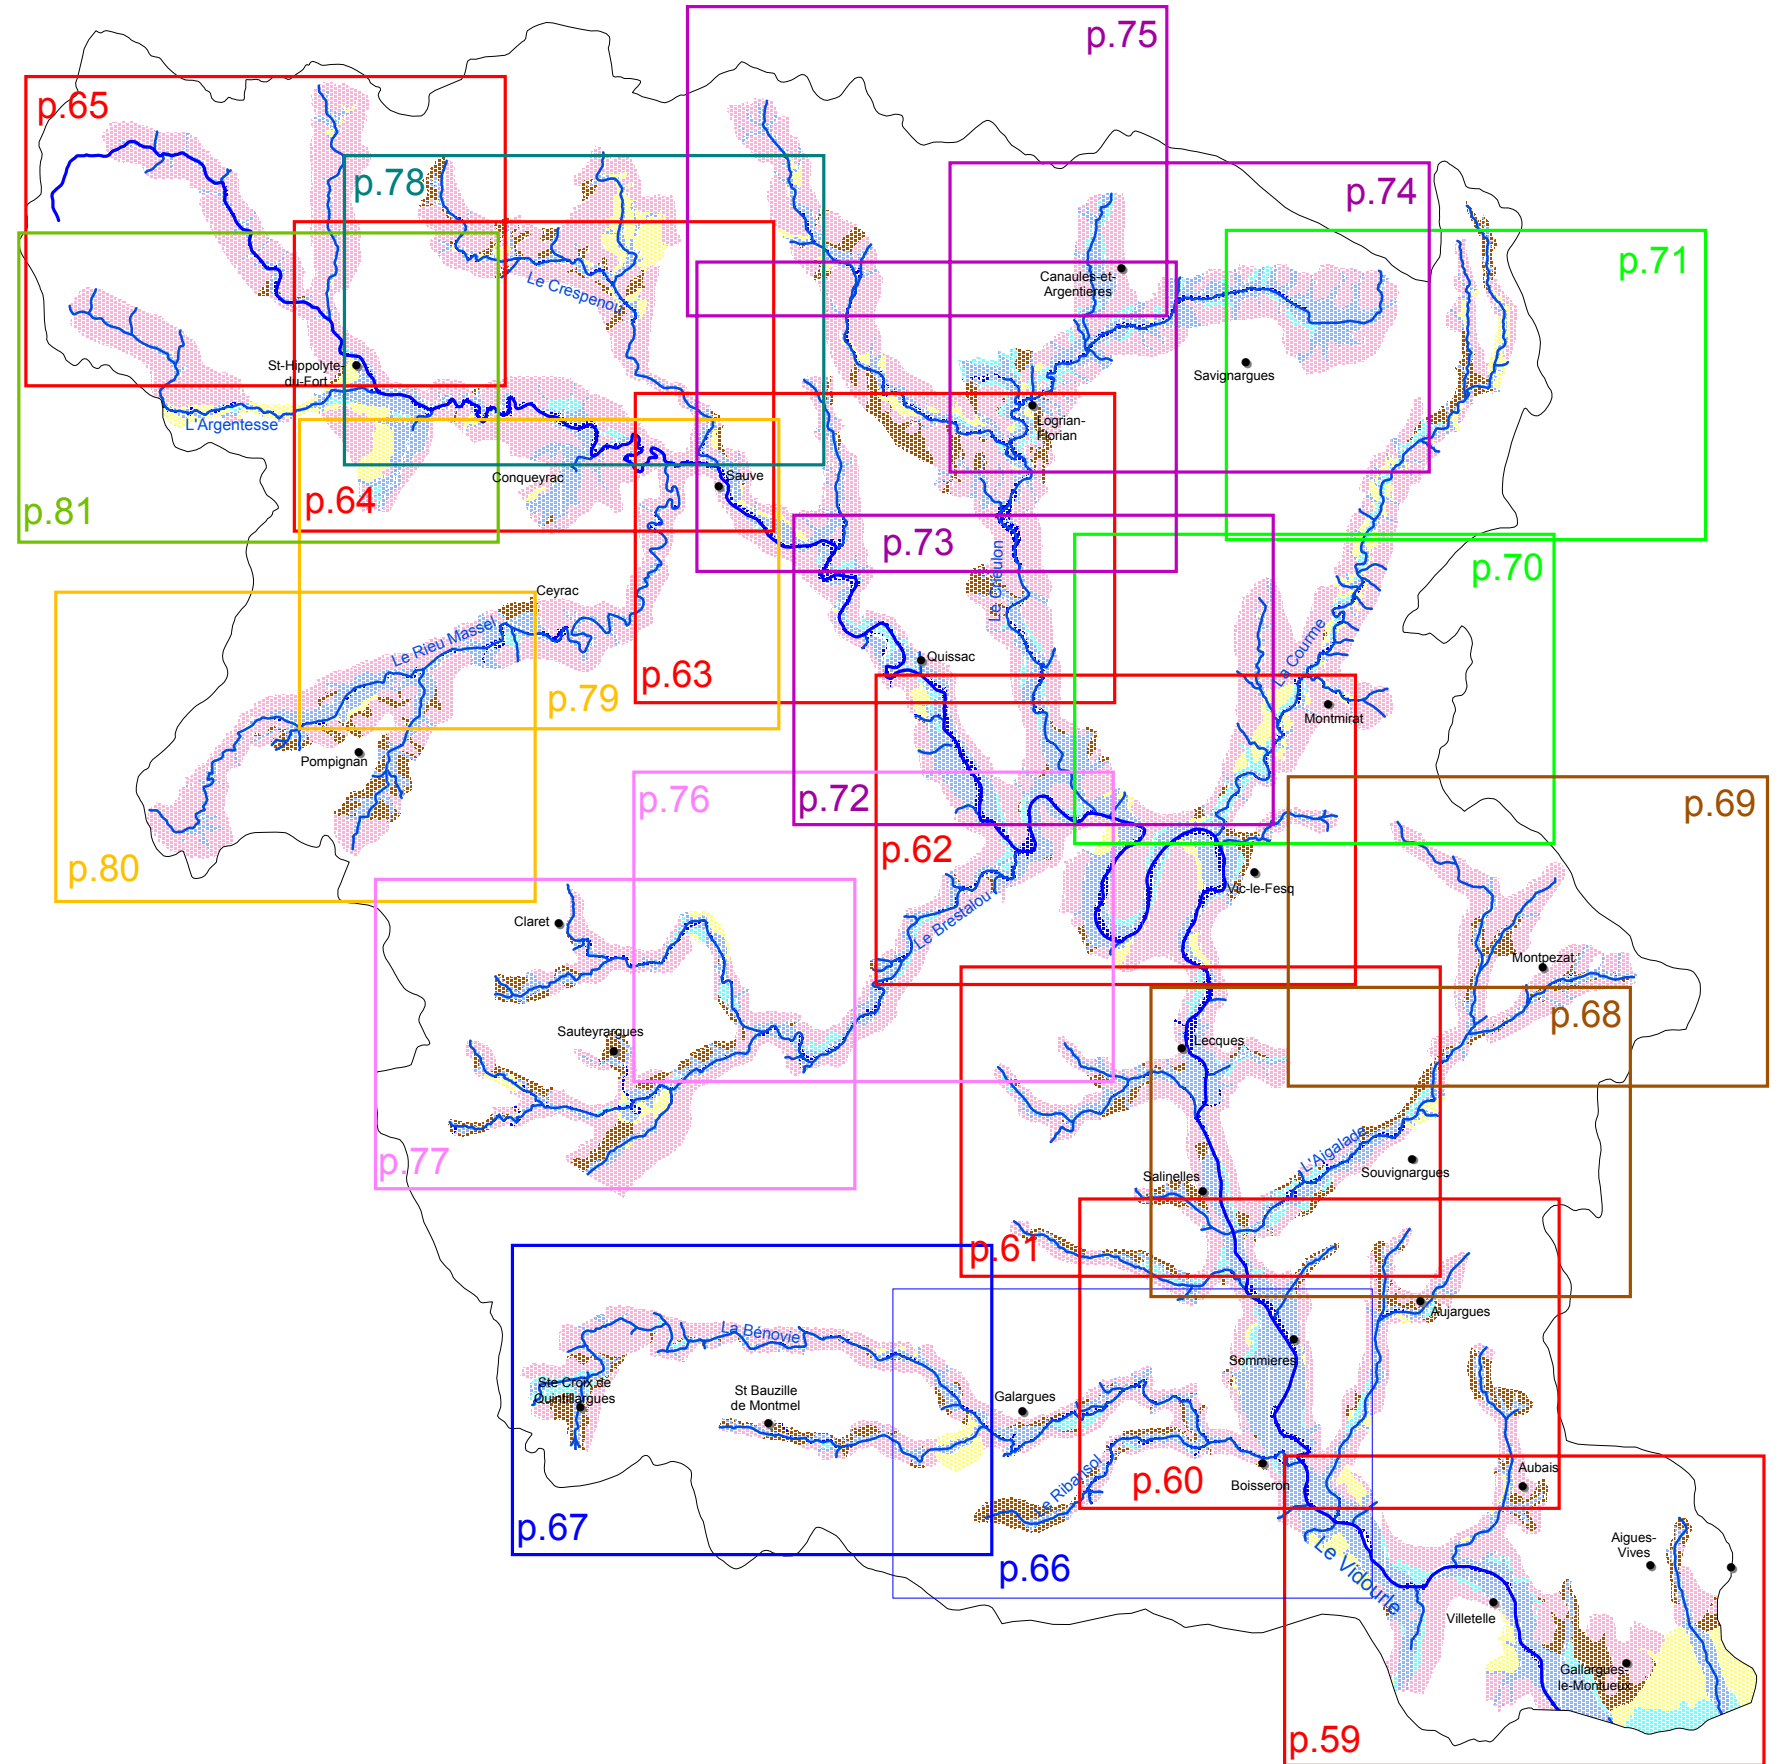 p.75
p.65
p.78
p.74
p.71
Canaules-et-
Argentieres
Le Crespenou
St-Hippolyte-
du-Fort
Savignargues
L'Argentesse
Logrian-
Florian
Conqueyrac
Sauve
p.64
p.81
p.73
p.70
Le Crieulon
Ceyrac
Le Rieu Massel
La Courme
Quissac
p.63
p.79
Montmirat
Pompignan
p.76
p.72
p.69
p.62
p.80
Vic-le-Fesq
Claret
Le Brestalou
Montpezat
p.68
Sauteyrargues
Lecques
p.77
L'Aigalade
Souvignargues
Salinelles
p.61
Aujargues
La Bénovie
Sommieres
Ste Croix de
Quintillargues
St Bauzille
de Montmel
Galargues
Le Ribansol
p.60
Boisseron
Aubais
p.67
Aigues-
Vives
p.66
Le Vidourle
Villetelle
Gallargues-
le-Montueux
p.59